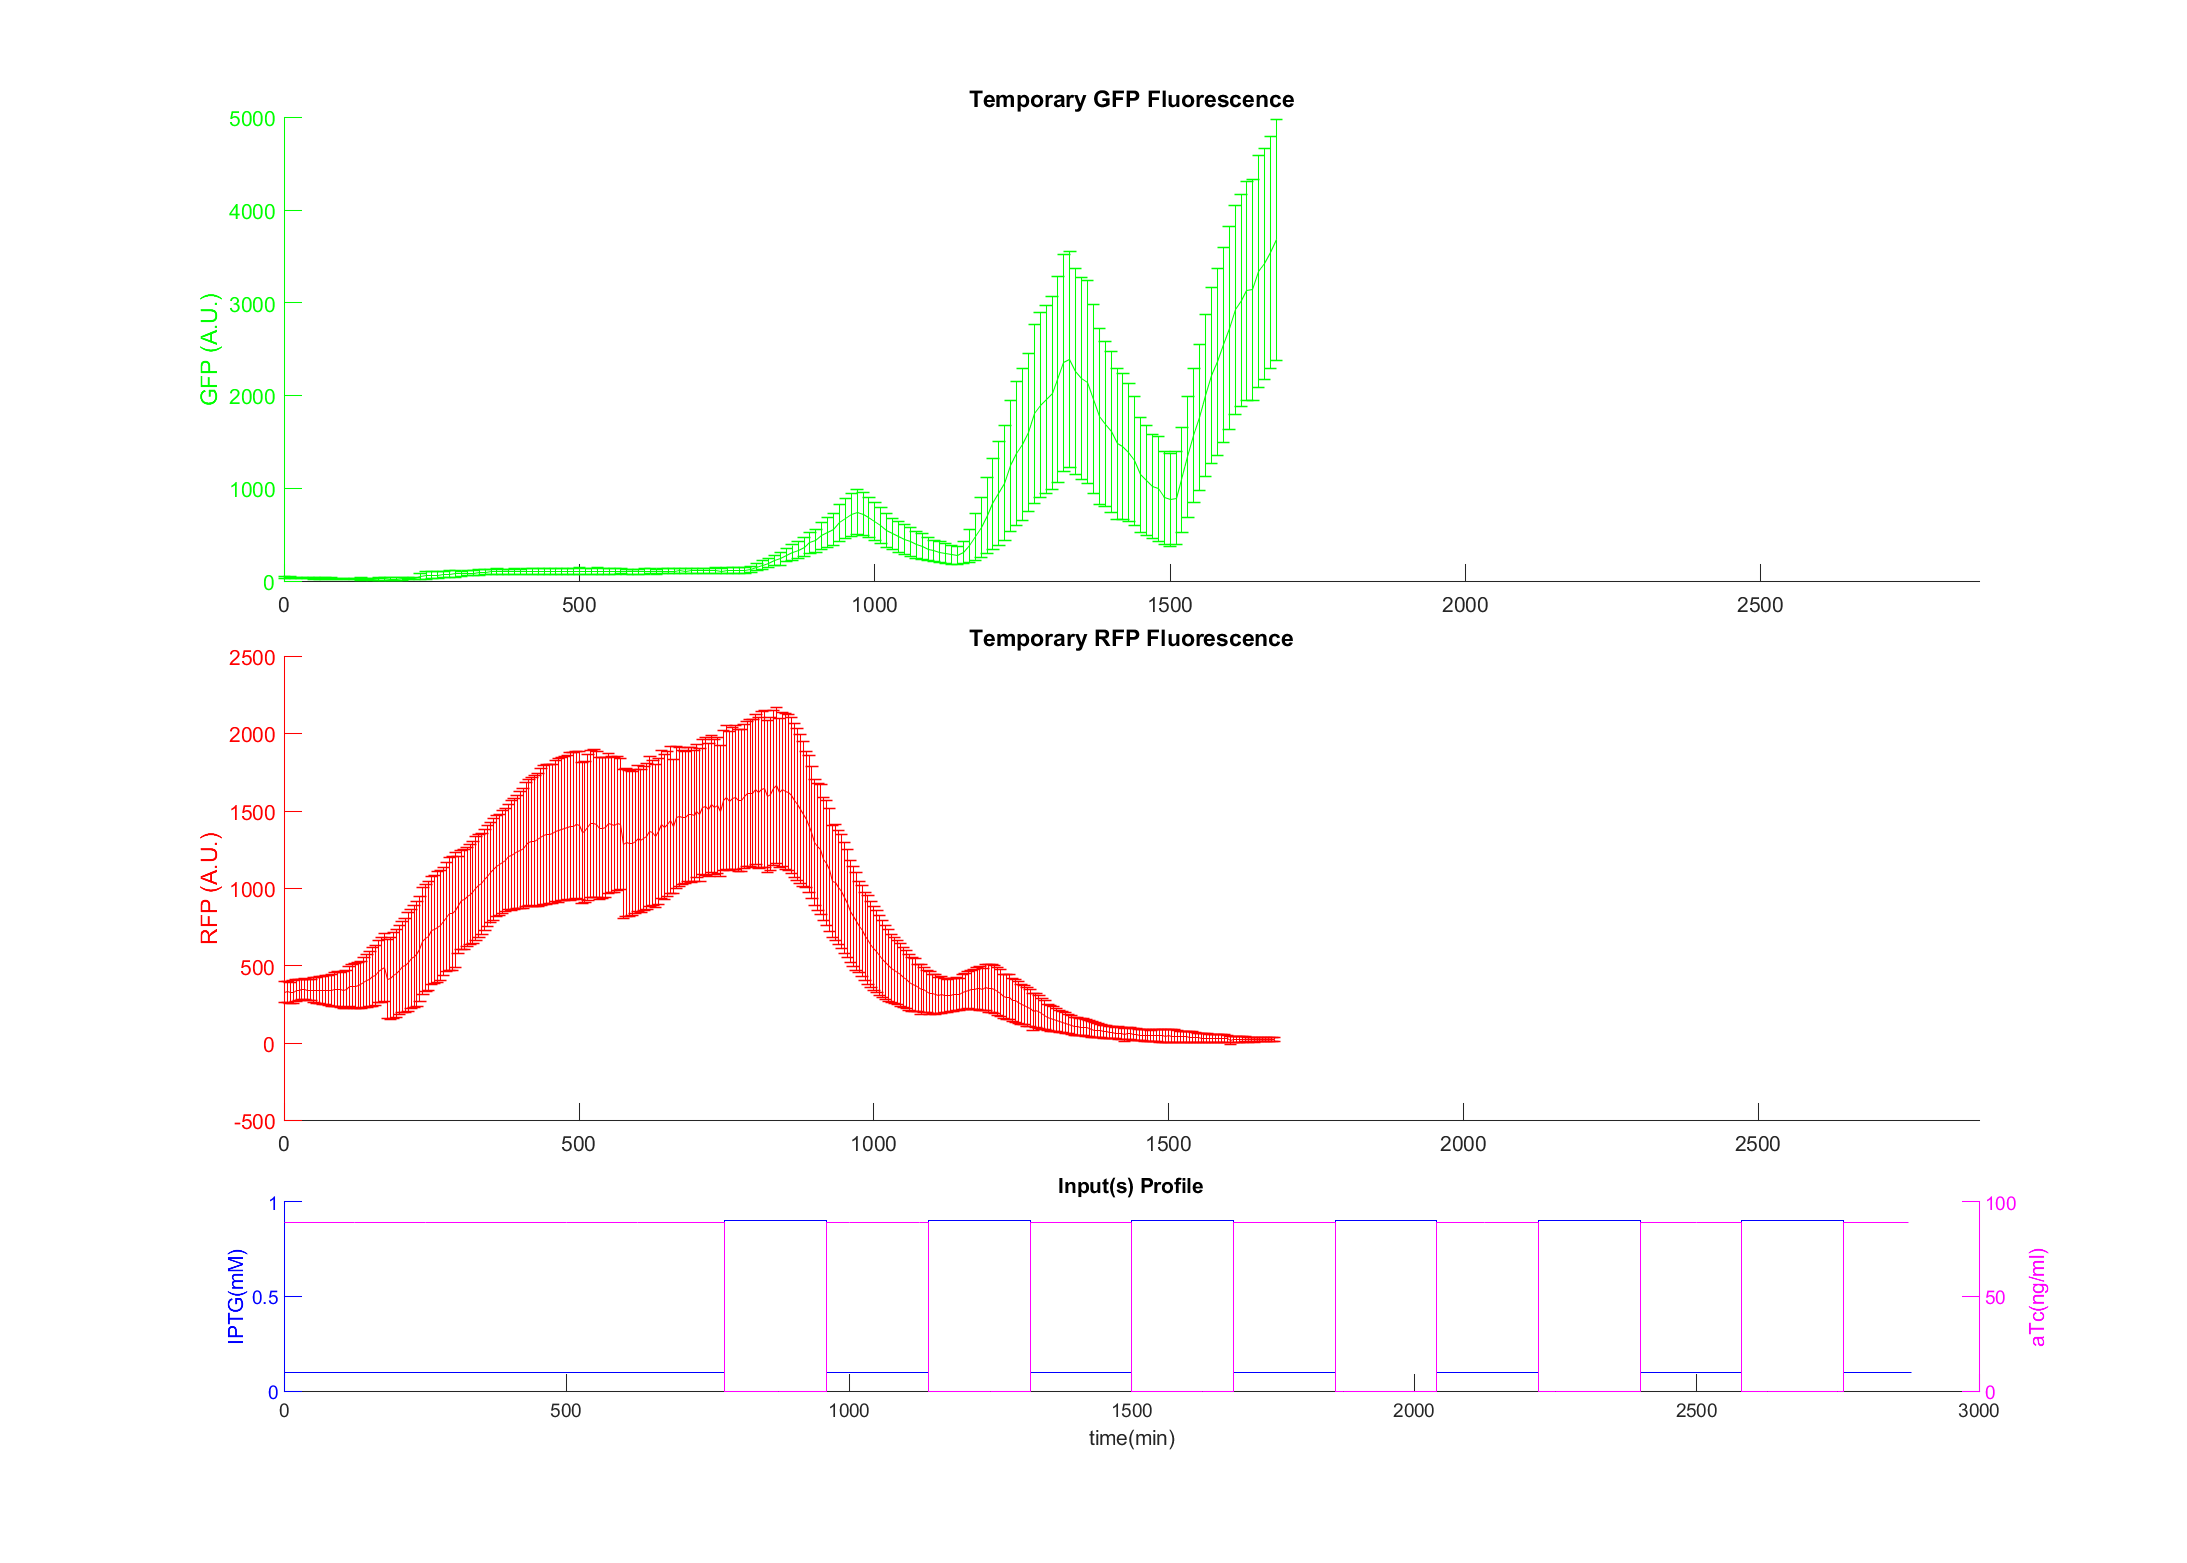 Temporary GFP Fluorescence
5000
4000
3000
2000
1000
0
GFP (A.U.)
0 500 1000 1500 2000 2500
Temporary RFP Fluorescence
2500
2000
1500
1000
500
0
-500
RFP (A.U.)
0 500 1000 1500 2000 2500
Input(s) Profile
1
0.5
0
IPTG(mM)
100
50
0
aTc(ng/ml)
0 500 1000 1500 2000 2500 3000
time(min)